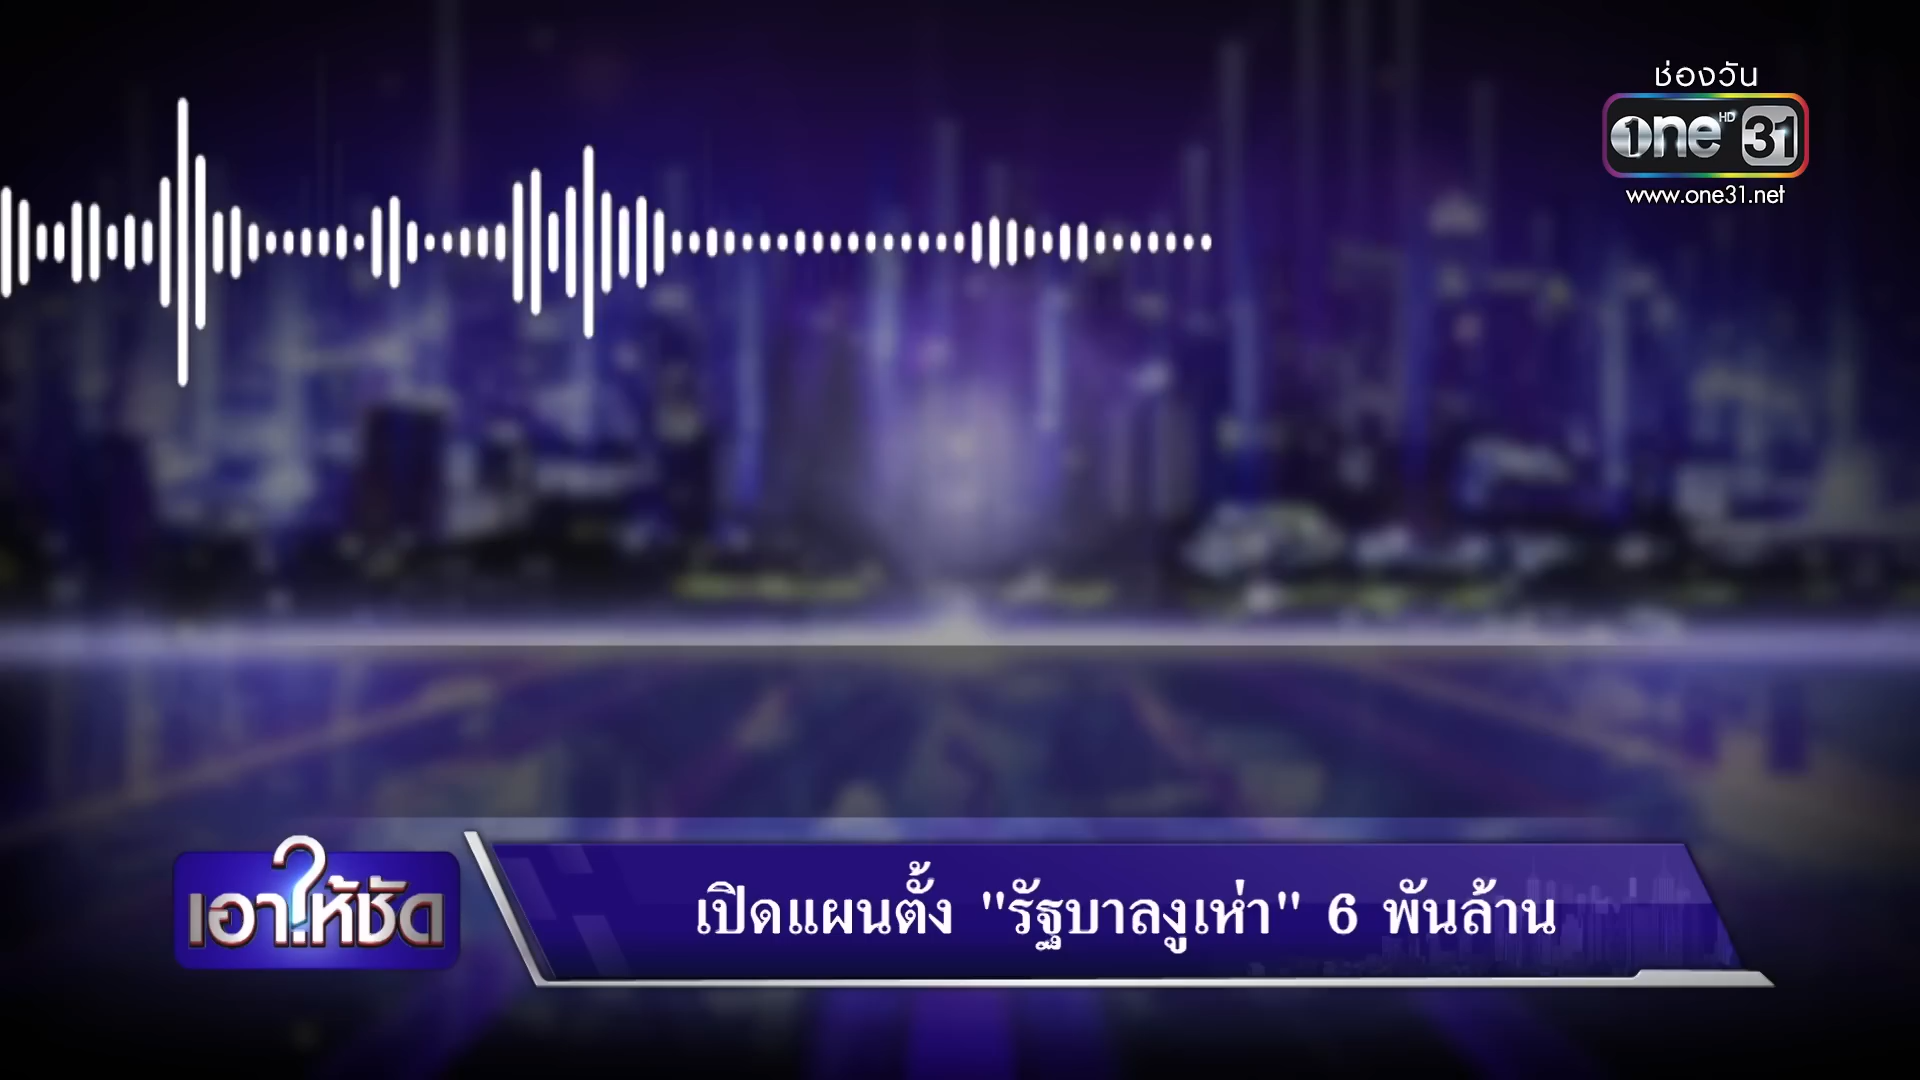 ช่องวัน
one HD 31
www.one31.net
เอาให้ชัด
เปิดแผนตั้ง "รัฐบาลงูเห่า" 6 พันล้าน